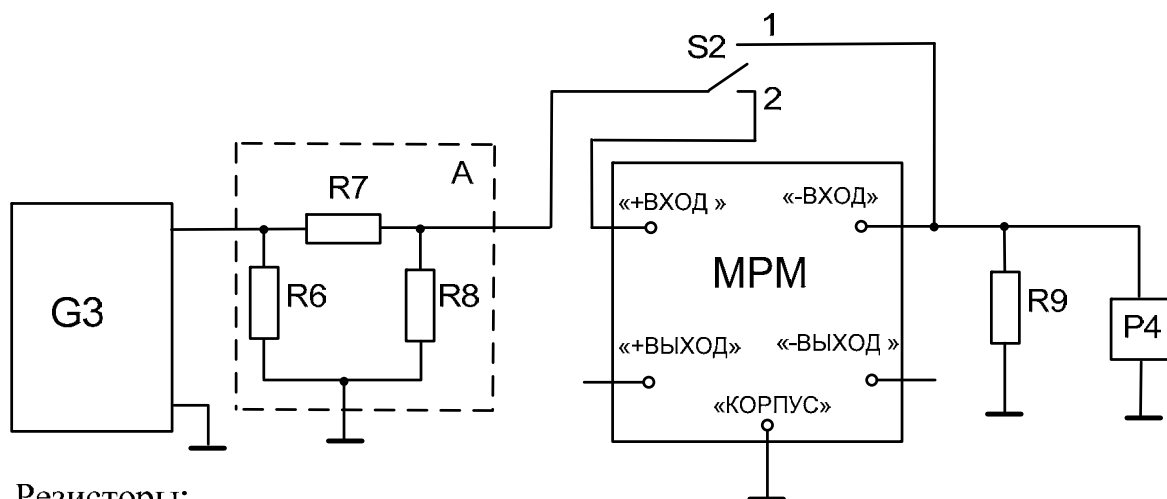 1
S2
2
A
R7
«+ВХОД »
«-ВХОД»
МРМ
G3
R6
R8
R9
P4
«+ВЫХОД»
«-ВЫХОД »
«КОРПУС»
Резисторы: